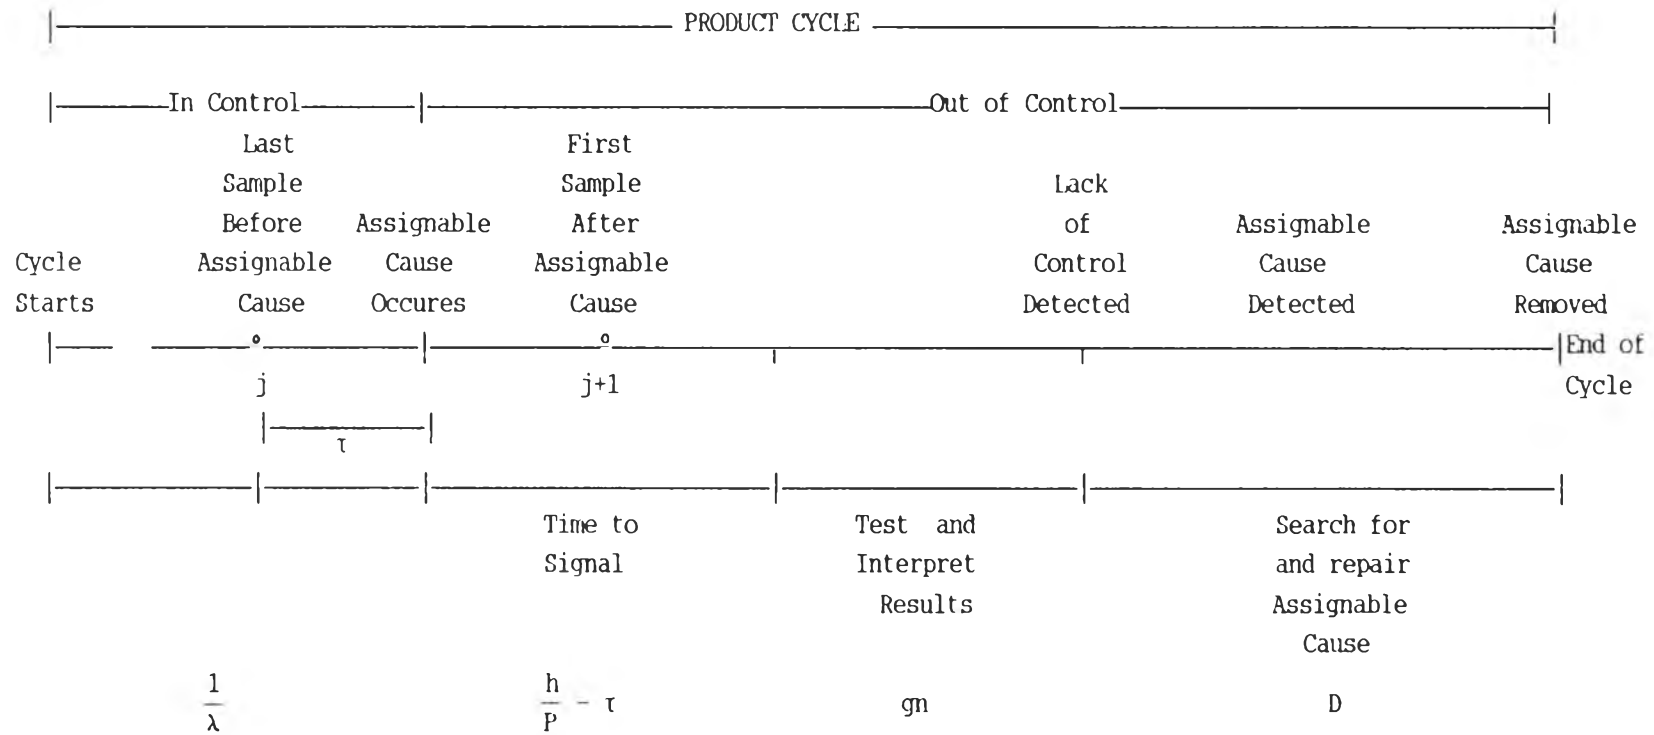 PRODUCT CYCLE
In Control
Out of Control
Cycle
Starts
Last
Sample
Before
Assignable
Cause
Assignable
Cause
Occures
First
Sample
After
Assignable
Cause
Lack
of
Control
Detected
Assignable
Cause
Detected
Assignable
Cause
Removed
End of
Cycle
j
j+1
τ
Time to
Signal
Test and
Interpret
Results
Search for
and repair
Assignable
Cause
1
λ
h
P
- τ
gn
D